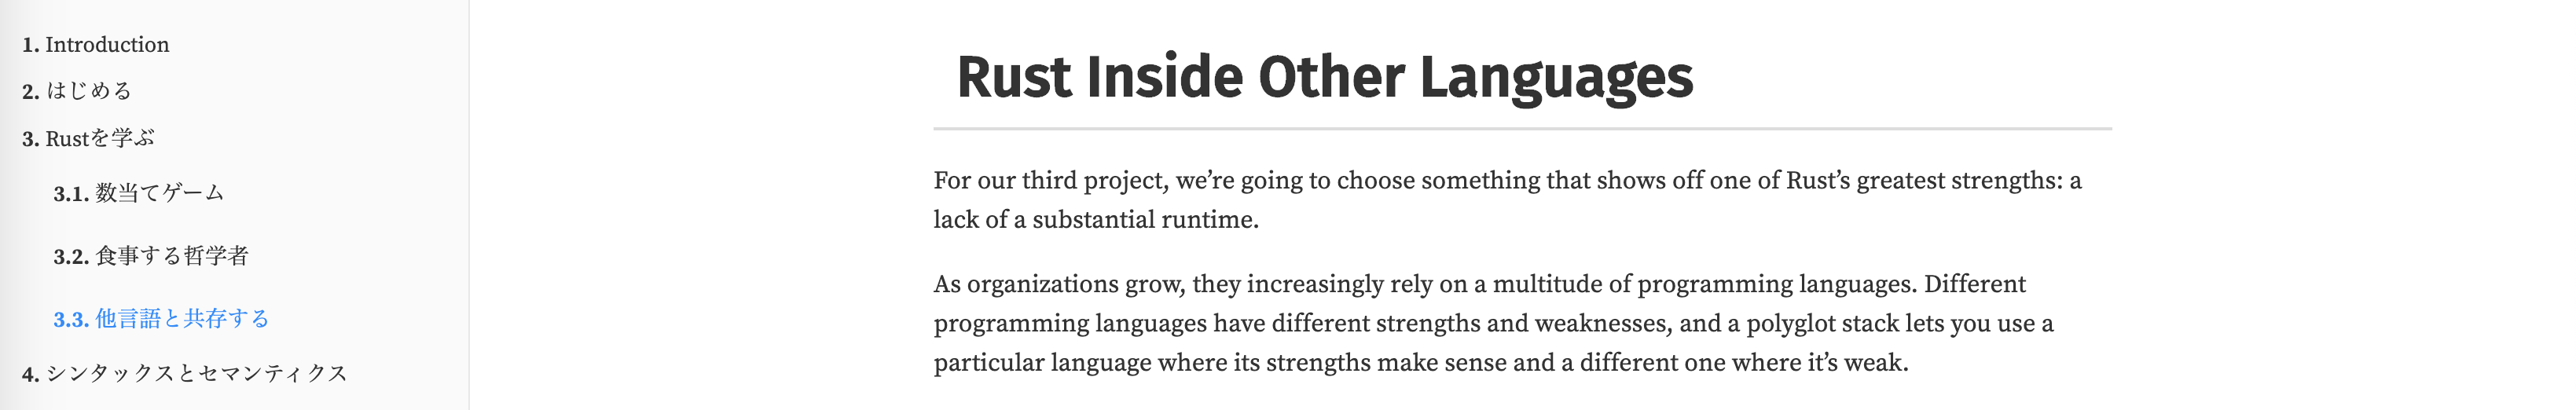 1. Introduction
2. はじめる
3. Rustを学ぶ
3.1. 数当てゲーム
3.2. 食事する哲学者
3.3. 他言語と共存する
4. シンタックスとセマンティクス
Rust Inside Other Languages
For our third project, we’re going to choose something that shows off one of Rust’s greatest strengths: a
lack of a substantial runtime.
As organizations grow, they increasingly rely on a multitude of programming languages. Different
programming languages have different strengths and weaknesses, and a polyglot stack lets you use a
particular language where its strengths make sense and a different one where it’s weak.